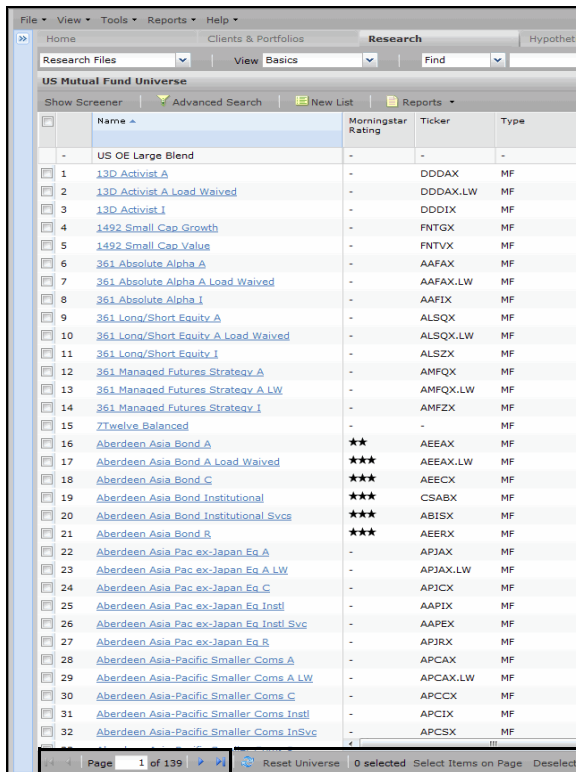 File View Tools Reports Help
Home Clients & Portfolios Research Hypothet
Research Files View Basics Find
US Mutual Fund Universe
Show Screener Advanced Search New List Reports
Name Morningstar Rating Ticker Type
- US OE Large Blend - - -
1 13D Activist A - DDDAX MF
2 13D Activist A Load Waived - DDDAX.LW MF
3 13D Activist I - DDDIX MF
4 1492 Small Cap Growth - FNTGX MF
5 1492 Small Cap Value - FNTVX MF
6 361 Absolute Alpha A - AAFAX MF
7 361 Absolute Alpha A Load Waived - AAFAX.LW MF
8 361 Absolute Alpha I - AAFIX MF
9 361 Long/Short Equity A - ALSQX MF
10 361 Long/Short Equity A Load Waived - ALSQX.LW MF
11 361 Long/Short Equity I - ALSZX MF
12 361 Managed Futures Strategy A - AMFQX MF
13 361 Managed Futures Strategy A LW - AMFQX.LW MF
14 361 Managed Futures Strategy I - AMFZX MF
15 7Twelve Balanced - - MF
16 Aberdeen Asia Bond A ★★ AEEAX MF
17 Aberdeen Asia Bond A Load Waived ★★★ AEEAX.LW MF
18 Aberdeen Asia Bond C ★★★ AEECX MF
19 Aberdeen Asia Bond Institutional ★★★ CSABX MF
20 Aberdeen Asia Bond Institutional Svcs ★★★ ABISX MF
21 Aberdeen Asia Bond R ★★★ AEERX MF
22 Aberdeen Asia Pac ex-Japan Eq A - APJAX MF
23 Aberdeen Asia Pac ex-Japan Eq A LW - APJAX.LW MF
24 Aberdeen Asia Pac ex-Japan Eq C - APJCX MF
25 Aberdeen Asia Pac ex-Japan Eq Instl - AAPIX MF
26 Aberdeen Asia Pac ex-Japan Eq Instl Svc - AAPEX MF
27 Aberdeen Asia Pac ex-Japan Eq R - APJRX MF
28 Aberdeen Asia-Pacific Smaller Coms A - APCAX MF
29 Aberdeen Asia-Pacific Smaller Coms A LW - APCAX.LW MF
30 Aberdeen Asia-Pacific Smaller Coms C - APCCX MF
31 Aberdeen Asia-Pacific Smaller Coms Instl - APCIX MF
32 Aberdeen Asia-Pacific Smaller Coms InSvc - APCSX MF
Page 1 of 139 Reset Universe 0 selected Select Items on Page Deselect